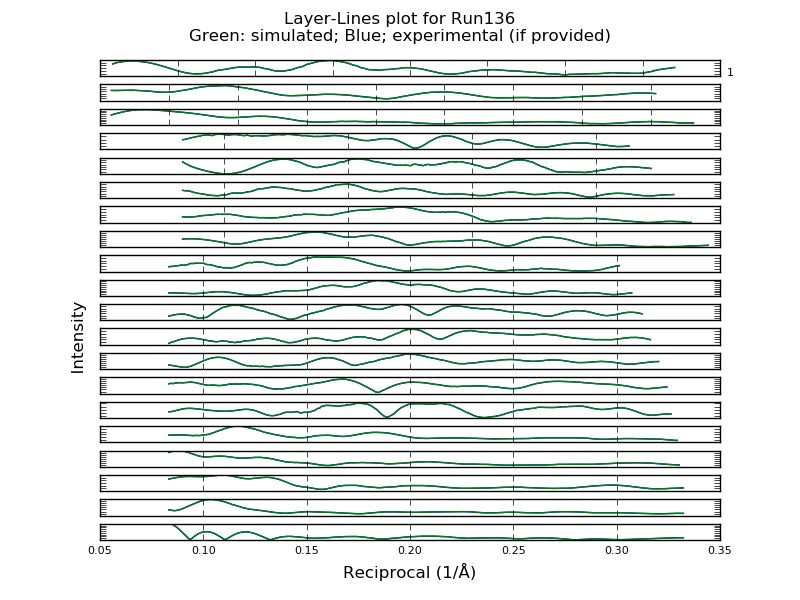 Layer-Lines plot for Run136
Green: simulated; Blue; experimental (if provided)
1
Intensity
0.05 0.10 0.15 0.20 0.25 0.30 0.35
Reciprocal (1/Å)